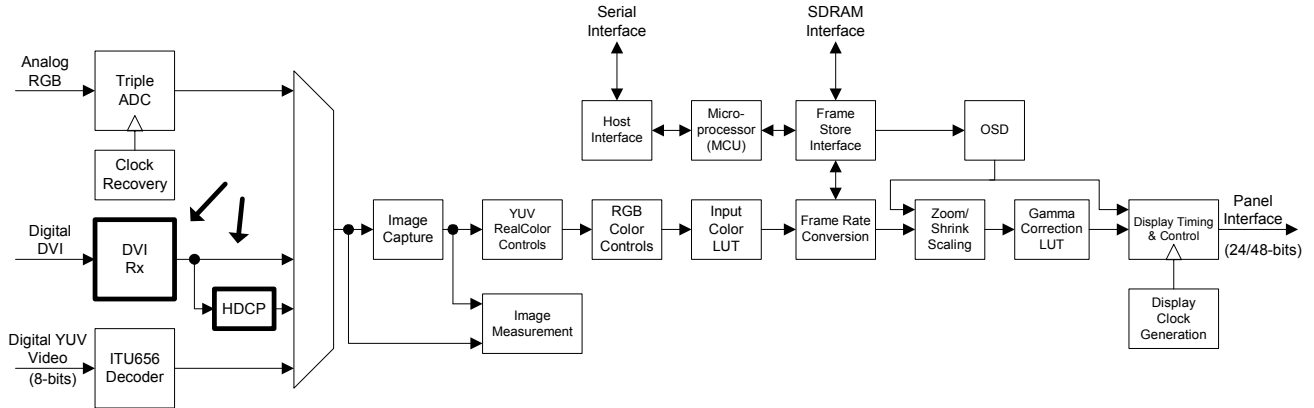 Serial
Interface
SDRAM
Interface
Analog
RGB
Triple
ADC
Clock
Recovery
Host
Interface
Micro-
processor
(MCU)
Frame
Store
Interface
OSD
Digital
DVI
DVI
Rx
HDCP
Image
Capture
YUV
RealColor
Controls
RGB
Color
Controls
Input
Color
LUT
Frame Rate
Conversion
Zoom/
Shrink
Scaling
Gamma
Correction
LUT
Display Timing
& Control
Panel
Interface
(24/48-bits)
Image
Measurement
Display
Clock
Generation
Digital YUV
Video
(8-bits)
ITU656
Decoder